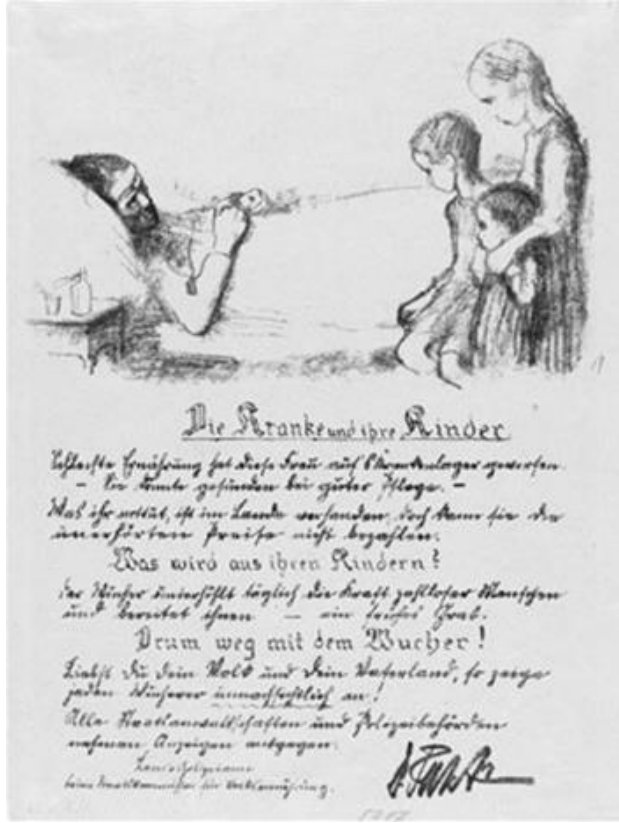 Die Kranke und ihre Kinder
Schlechte Ernährung hat diese Frau auf's Krankenlager geworfen.
– Sie könnte gesunden bei guter Pflege. –
Was ihr nottut, ist im Lande vorhanden, doch kann sie die
unerhörten Preise nicht bezahlen.
Was wird aus ihren Kindern?
Der Wucher unterhöhlt täglich die Kraft zahlloser Menschen
und bereitet ihnen – ein frühes Grab.
Drum weg mit dem Wucher!
Liebst Du Dein Volk und Dein Vaterland, so zeige
jeden Wucherer unnachsichtlich an!
Alle Staatsanwaltschaften und Polizeibehörden
nehmen Anzeigen entgegen.
Landespolizeiamt
beim Staatskommissar für Volksernährung.